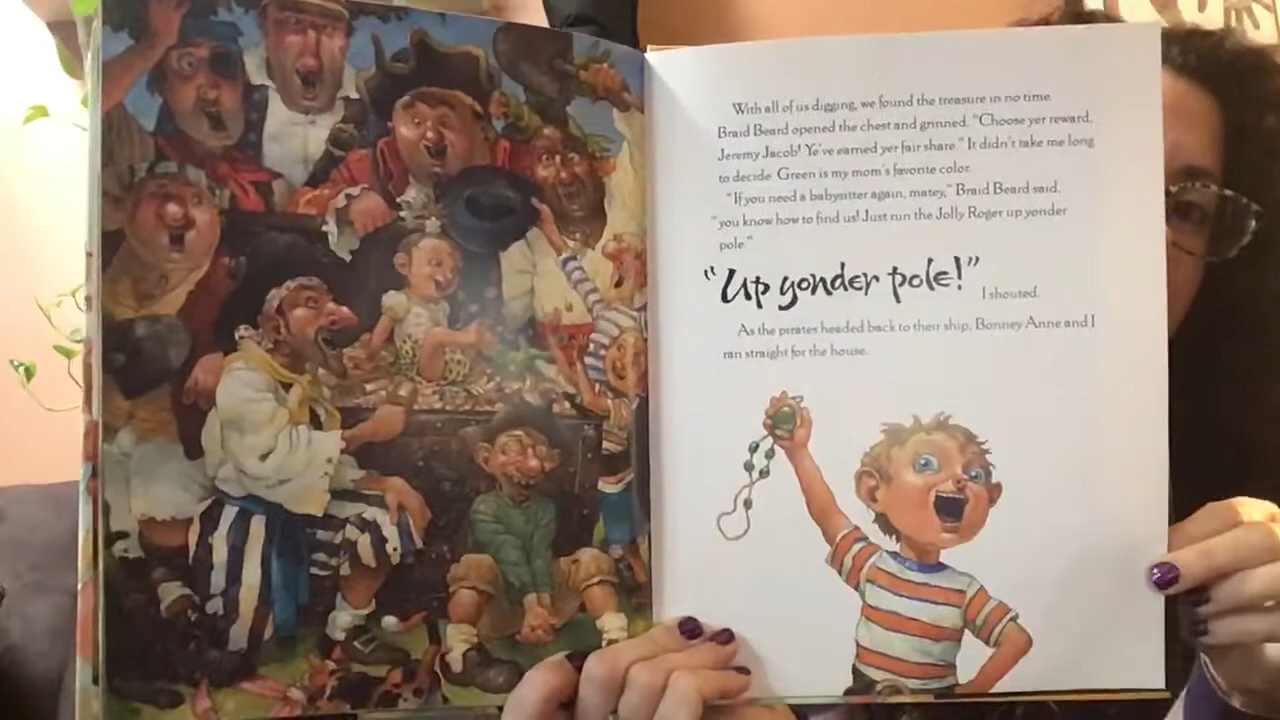 With all of us digging, we found the treasure in no time.
Braid Beard opened the chest and grinned. "Choose yer reward,
Jeremy Jacob! Ye've earned yer fair share." It didn't take me long
to decide. Green is my mom's favorite color.
"If you need a babysitter again, matey," Braid Beard said,
"you know how to find us! Just run the Jolly Roger up yonder
pole."
"Up yonder pole!" I shouted.
As the pirates headed back to their ship, Bonney Anne and I
ran straight for the house.